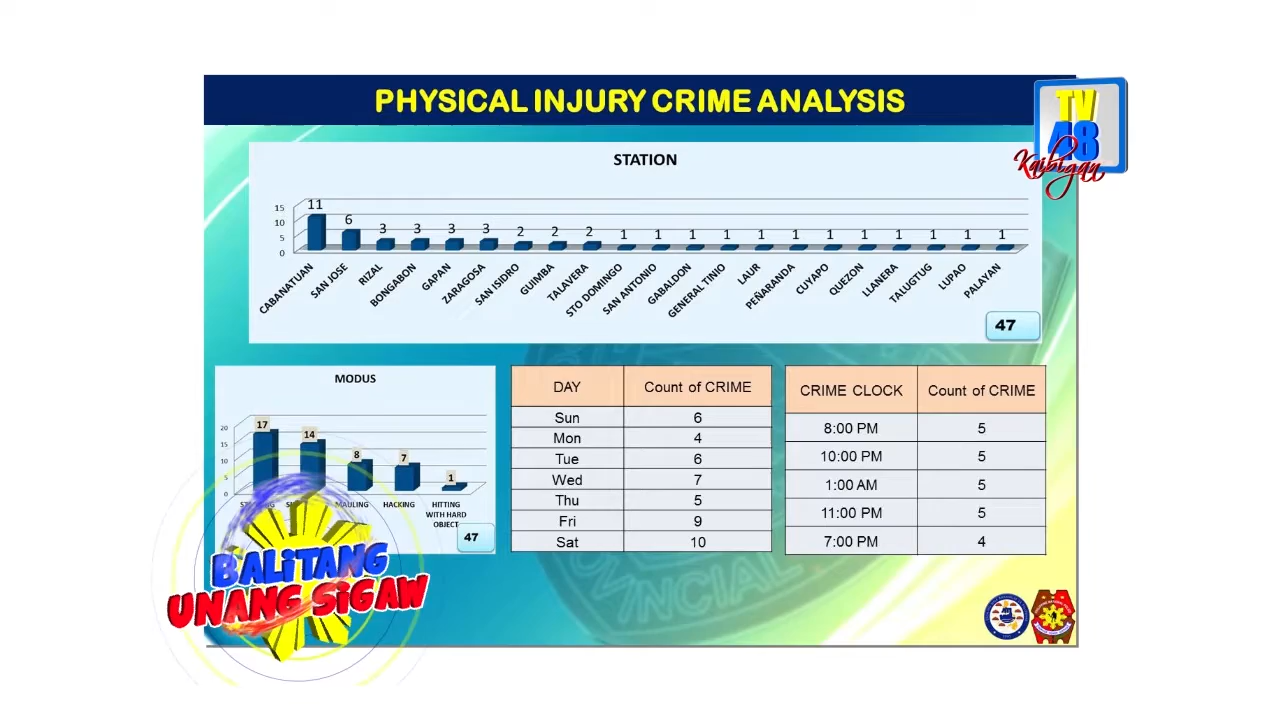 PHYSICAL INJURY CRIME ANALYSIS
TV
48
Kaibigan
STATION
15
10
5
0
11 6 3 3 3 3 2 2 2 1 1 1 1 1 1 1 1 1 1 1 1
CABANATUAN SAN JOSE RIZAL BONGABON GAPAN ZARAGOSA SAN ISIDRO GUIMBA TALAVERA STO DOMINGO SAN ANTONIO GABALDON GENERAL TINIO LAUR PEÑARANDA CUYAPO QUEZON LLANERA TALUGTUG LUPAO PALAYAN
47
MODUS
20
15
10
5
0
17 14 8 7 1
MAULING HACKING HITTING
WITH HARD
OBJECT
47
DAY Count of CRIME
Sun 6
Mon 4
Tue 6
Wed 7
Thu 5
Fri 9
Sat 10
CRIME CLOCK Count of CRIME
8:00 PM 5
10:00 PM 5
1:00 AM 5
11:00 PM 5
7:00 PM 4
BALITANG
UNANG SIGAW
PROVINCIAL